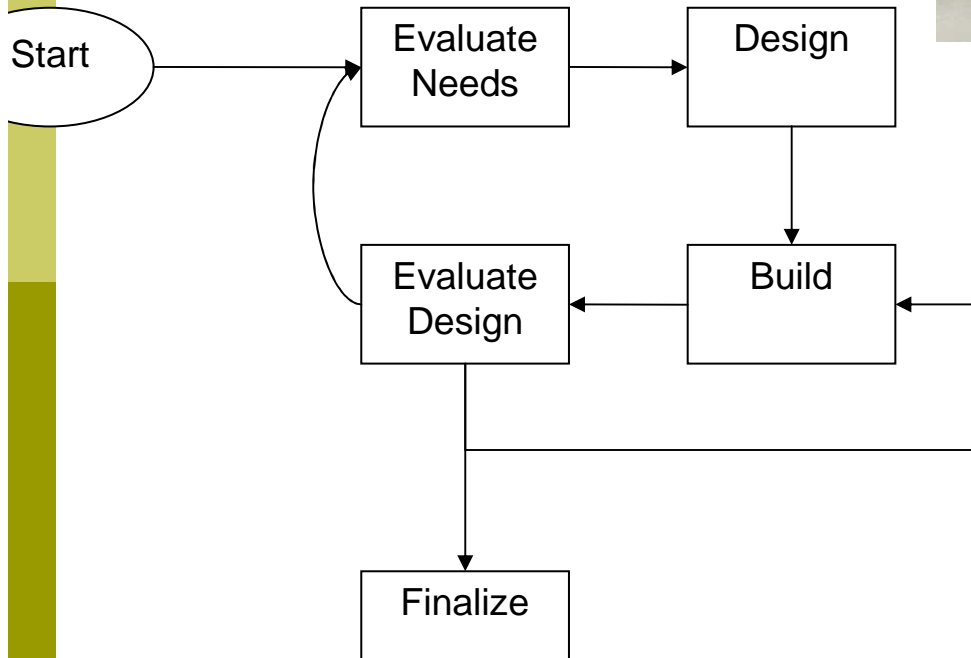 Start
Evaluate
Needs
Design
Evaluate
Design
Build
Finalize